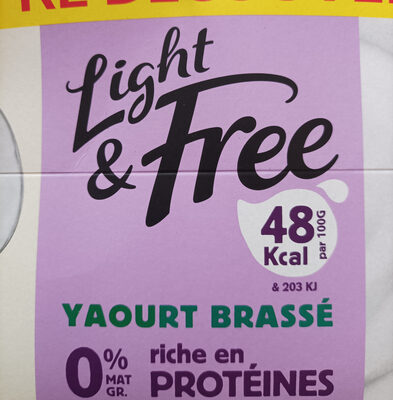 Light
& Free
48
Kcal
par 100G
& 203 KJ
YAOURT BRASSÉ
0%
MAT
GR.
riche en
PROTÉINES